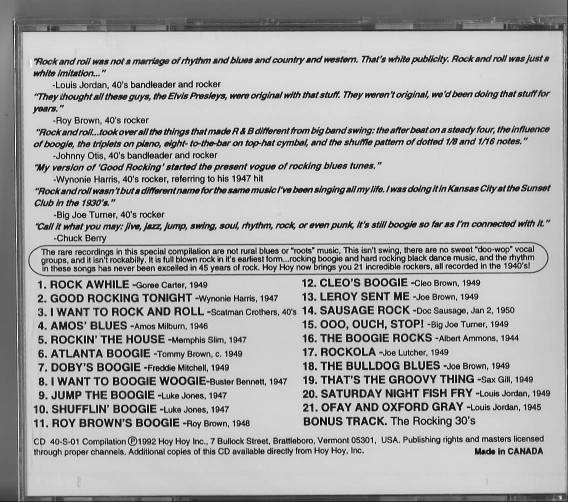 "Rock and roll was not a marriage of rhythm and blues and country and western. That's white publicity. Rock and roll was just a
white imitation..."
-Louis Jordan, 40's bandleader and rocker
"They thought all these guys, the Elvis Presleys, were original with that stuff. They weren't original, we'd been doing that stuff for
years."
-Roy Brown, 40's rocker
"Rock and roll...took over all the things that made R & B different from big band swing: the after beat on a steady four, the influence
of boogie, the triplets on piano, eight- to-the-bar on top-hat cymbal, and the shuffle pattern of dotted 1/8 and 1/16 notes."
-Johnny Otis, 40's bandleader and rocker
"My version of 'Good Rocking' started the present vogue of rocking blues tunes."
-Wynonie Harris, 40's rocker, referring to his 1947 hit
"Rock and roll wasn't but a different name for the same music I've been singing all my life. I was doing it in Kansas City at the Sunset
Club in the 1930's."
-Big Joe Turner, 40's rocker
"Call it what you may: jive, jazz, jump, swing, soul, rhythm, rock, or even punk, it's still boogie so far as I'm connected with it."
-Chuck Berry
The rare recordings in this special compilation are not rural blues or "roots" music. This isn't swing, there are no sweet "doo-wop" vocal
groups, and it isn't rockabilly. It is full blown rock in it's earliest form...rocking boogie and hard rocking black dance music, and the rhythm
in these songs has never been excelled in 45 years of rock. Hoy Hoy now brings you 21 incredible rockers, all recorded in the 1940's!
1. ROCK AWHILE -Goree Carter, 1949
2. GOOD ROCKING TONIGHT -Wynonie Harris, 1947
3. I WANT TO ROCK AND ROLL -Scatman Crothers, 40's
4. AMOS' BLUES -Amos Milburn, 1946
5. ROCKIN' THE HOUSE -Memphis Slim, 1947
6. ATLANTA BOOGIE -Tommy Brown, c. 1949
7. DOBY'S BOOGIE -Freddie Mitchell, 1949
8. I WANT TO BOOGIE WOOGIE-Buster Bennett, 1947
9. JUMP THE BOOGIE -Luke Jones, 1947
10. SHUFFLIN' BOOGIE -Luke Jones, 1947
11. ROY BROWN'S BOOGIE -Roy Brown, 1948
12. CLEO'S BOOGIE -Cleo Brown, 1949
13. LEROY SENT ME -Joe Brown, 1949
14. SAUSAGE ROCK -Doc Sausage, Jan 2, 1950
15. OOO, OUCH, STOP! -Big Joe Turner, 1949
16. THE BOOGIE ROCKS -Albert Ammons, 1944
17. ROCKOLA -Joe Lutcher, 1949
18. THE BULLDOG BLUES -Joe Brown, 1949
19. THAT'S THE GROOVY THING -Sax Gill, 1949
20. SATURDAY NIGHT FISH FRY -Louis Jordan, 1949
21. OFAY AND OXFORD GRAY -Louis Jordan, 1945
BONUS TRACK. The Rocking 30's
CD 40-S-01 Compilation Ⓟ1992 Hoy Hoy Inc., 7 Bullock Street, Brattleboro, Vermont 05301, USA. Publishing rights and masters licensed
through proper channels. Additional copies of this CD available directly from Hoy Hoy, Inc. Made in CANADA